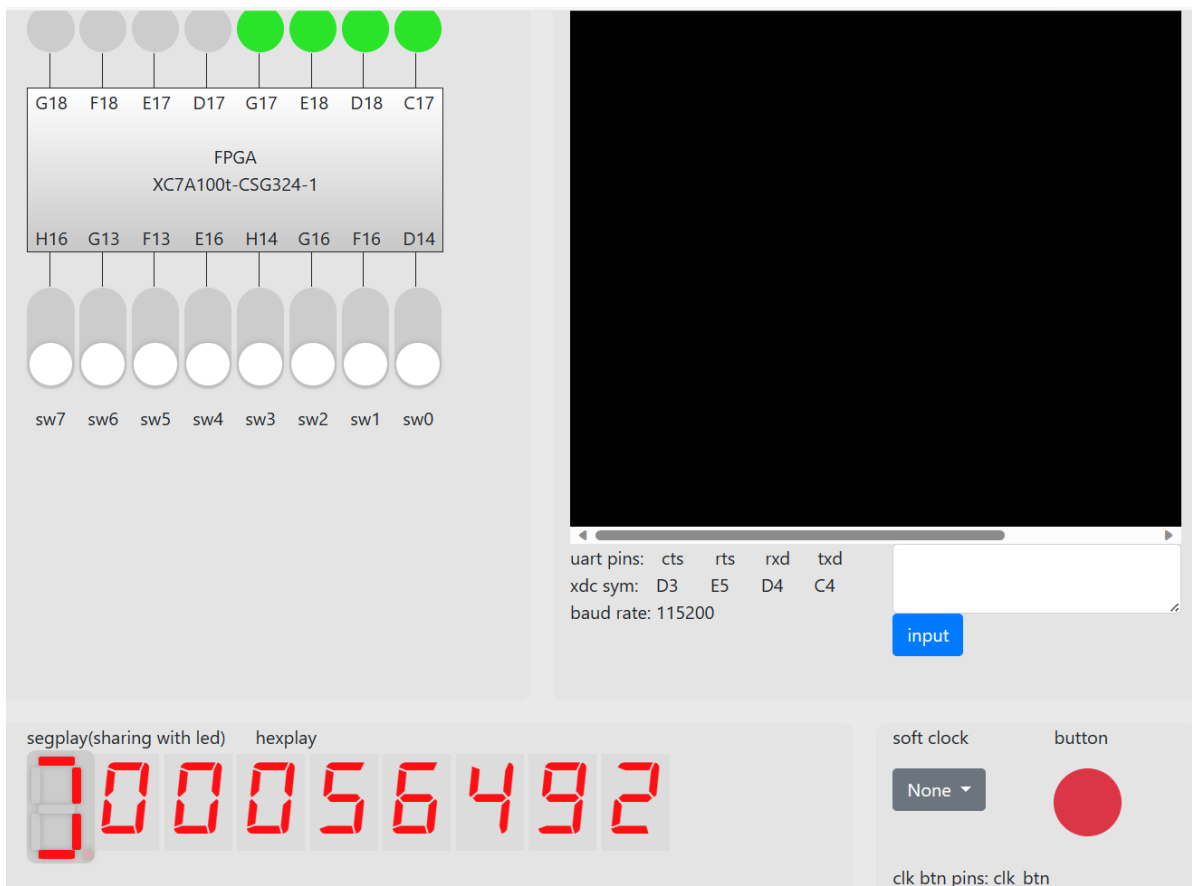 G18 F18 E17 D17 G17 E18 D18 C17
FPGA
XC7A100t-CSG324-1
H16 G13 F13 E16 H14 G16 F16 D14
sw7 sw6 sw5 sw4 sw3 sw2 sw1 sw0
uart pins: cts rts rxd txd
xdc sym: D3 E5 D4 C4
baud rate: 115200
input
segplay(sharing with led) hexplay
00056492
soft clock button
None
clk btn pins: clk_btn